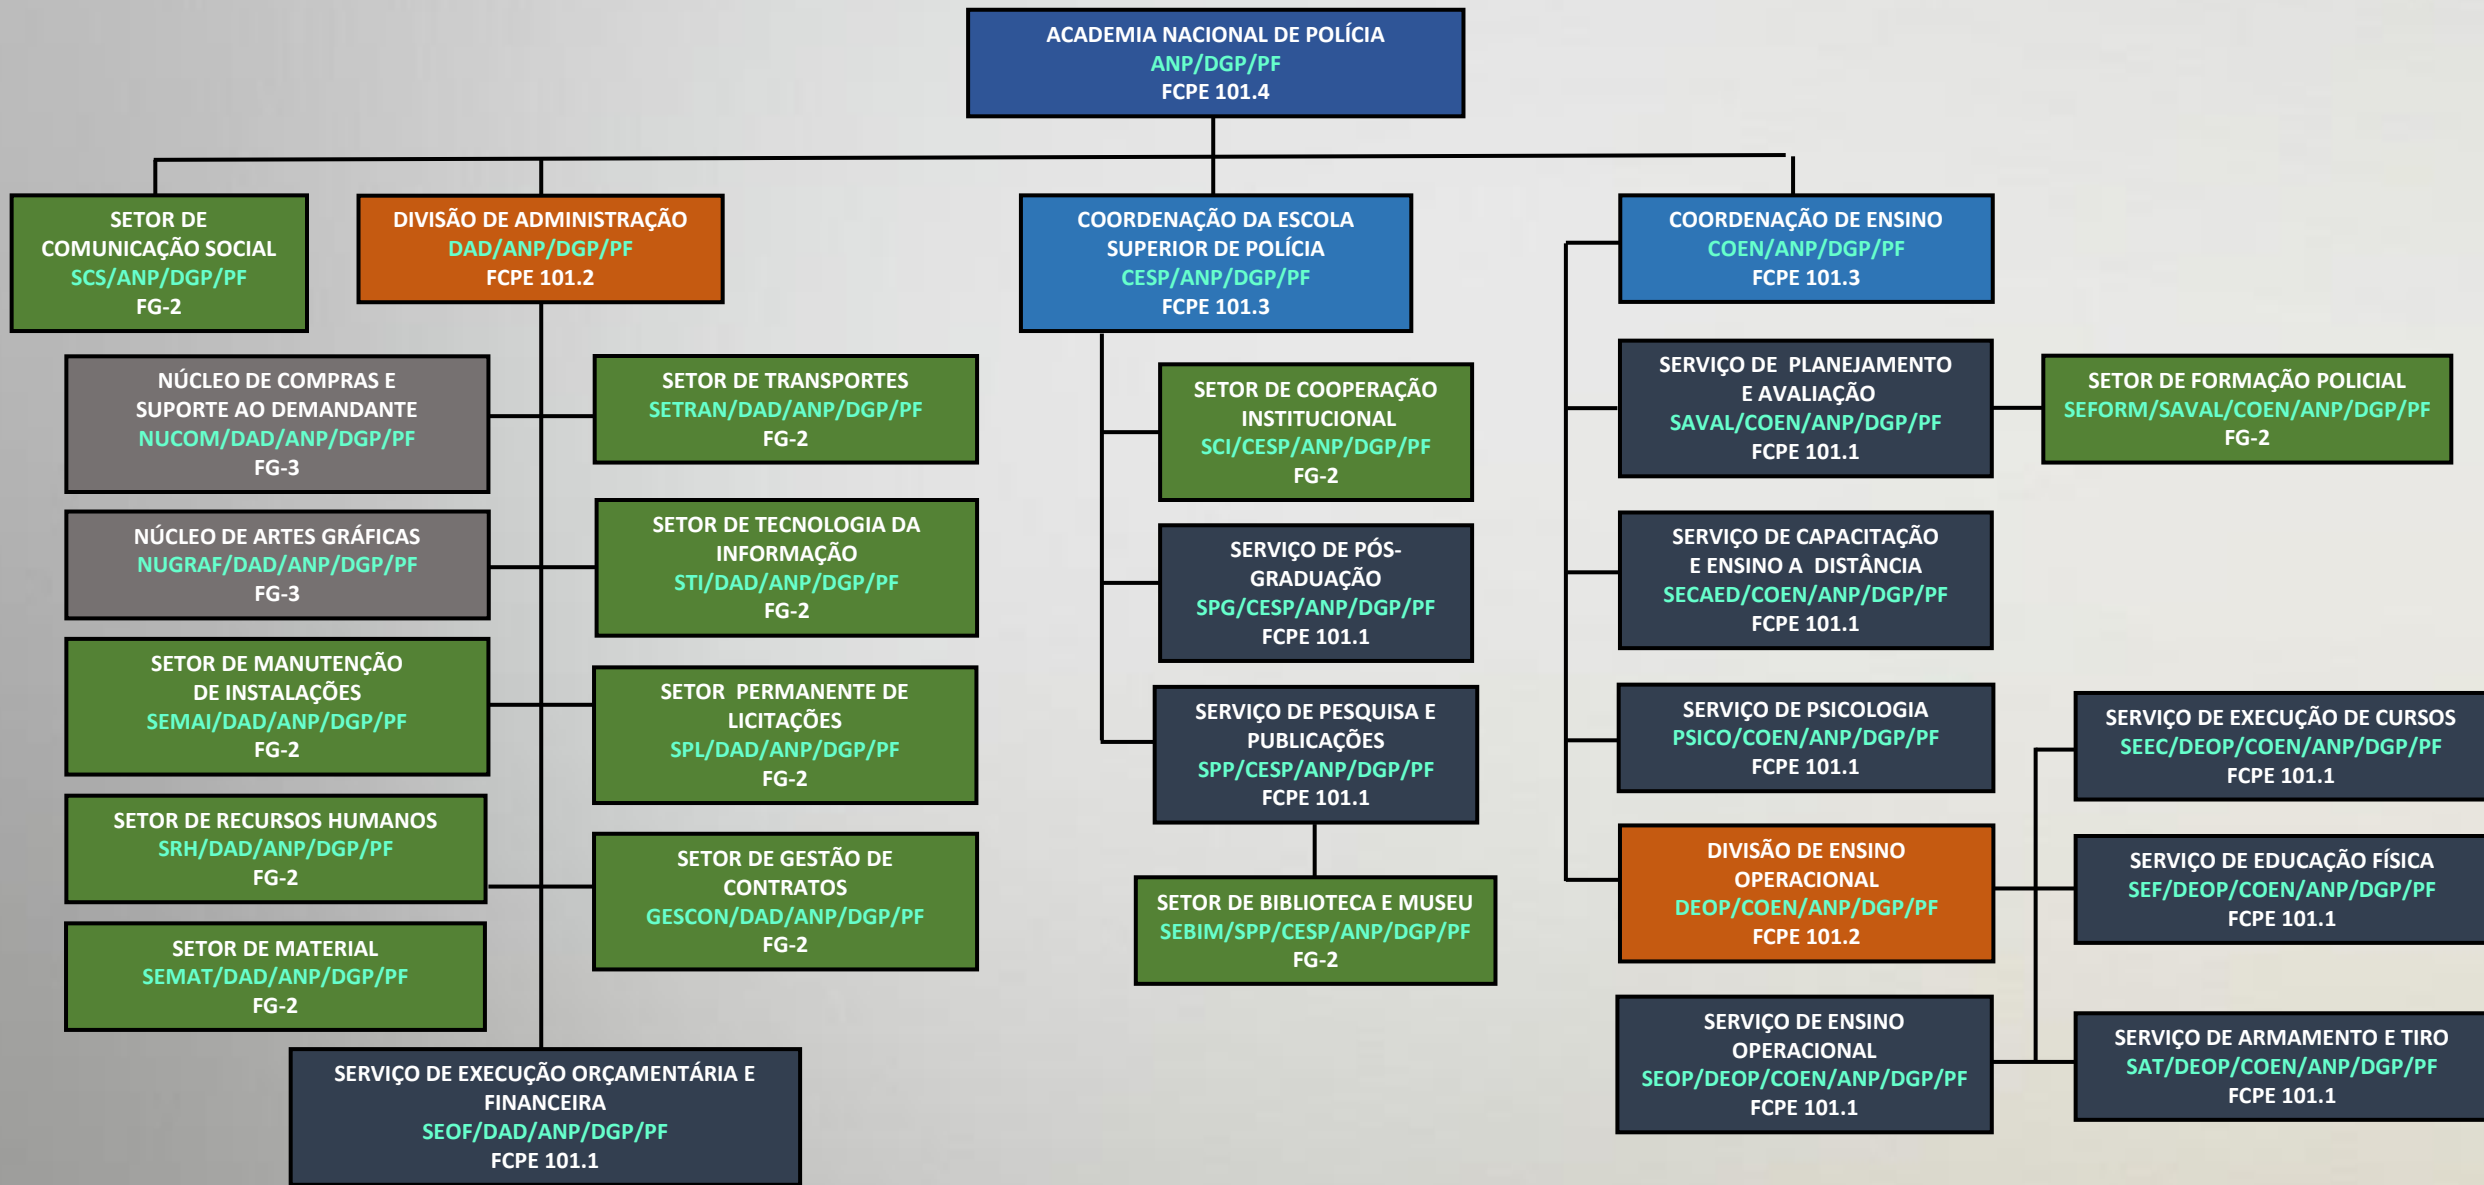 ACADEMIA NACIONAL DE POLÍCIA
ANP/DGP/PF
FCPE 101.4
SETOR DE
COMUNICAÇÃO SOCIAL
SCS/ANP/DGP/PF
FG-2
DIVISÃO DE ADMINISTRAÇÃO
DAD/ANP/DGP/PF
FCPE 101.2
COORDENAÇÃO DA ESCOLA
SUPERIOR DE POLÍCIA
CESP/ANP/DGP/PF
FCPE 101.3
COORDENAÇÃO DE ENSINO
COEN/ANP/DGP/PF
FCPE 101.3
NÚCLEO DE COMPRAS E
SUPORTE AO DEMANDANTE
NUCOM/DAD/ANP/DGP/PF
FG-3
SETOR DE TRANSPORTES
SETRAN/DAD/ANP/DGP/PF
FG-2
NÚCLEO DE ARTES GRÁFICAS
NUGRAF/DAD/ANP/DGP/PF
FG-3
SETOR DE TECNOLOGIA DA
INFORMAÇÃO
STI/DAD/ANP/DGP/PF
FG-2
SETOR DE MANUTENÇÃO
DE INSTALAÇÕES
SEMAI/DAD/ANP/DGP/PF
FG-2
SETOR PERMANENTE DE
LICITAÇÕES
SPL/DAD/ANP/DGP/PF
FG-2
SETOR DE RECURSOS HUMANOS
SRH/DAD/ANP/DGP/PF
FG-2
SETOR DE GESTÃO DE
CONTRATOS
GESCON/DAD/ANP/DGP/PF
FG-2
SETOR DE MATERIAL
SEMAT/DAD/ANP/DGP/PF
FG-2
SERVIÇO DE EXECUÇÃO ORÇAMENTÁRIA E
FINANCEIRA
SEOF/DAD/ANP/DGP/PF
FCPE 101.1
SETOR DE COOPERAÇÃO
INSTITUCIONAL
SCI/CESP/ANP/DGP/PF
FG-2
SERVIÇO DE PÓS-
GRADUAÇÃO
SPG/CESP/ANP/DGP/PF
FCPE 101.1
SERVIÇO DE PESQUISA E
PUBLICAÇÕES
SPP/CESP/ANP/DGP/PF
FCPE 101.1
SETOR DE BIBLIOTECA E MUSEU
SEBIM/SPP/CESP/ANP/DGP/PF
FG-2
SERVIÇO DE PLANEJAMENTO
E AVALIAÇÃO
SAVAL/COEN/ANP/DGP/PF
FCPE 101.1
SETOR DE FORMAÇÃO POLICIAL
SEFORM/SAVAL/COEN/ANP/DGP/PF
FG-2
SERVIÇO DE CAPACITAÇÃO
E ENSINO A DISTÂNCIA
SECAED/COEN/ANP/DGP/PF
FCPE 101.1
SERVIÇO DE PSICOLOGIA
PSICO/COEN/ANP/DGP/PF
FCPE 101.1
DIVISÃO DE ENSINO
OPERACIONAL
DEOP/COEN/ANP/DGP/PF
FCPE 101.2
SERVIÇO DE EXECUÇÃO DE CURSOS
SEEC/DEOP/COEN/ANP/DGP/PF
FCPE 101.1
SERVIÇO DE EDUCAÇÃO FÍSICA
SEF/DEOP/COEN/ANP/DGP/PF
FCPE 101.1
SERVIÇO DE ENSINO
OPERACIONAL
SEOP/DEOP/COEN/ANP/DGP/PF
FCPE 101.1
SERVIÇO DE ARMAMENTO E TIRO
SAT/DEOP/COEN/ANP/DGP/PF
FCPE 101.1